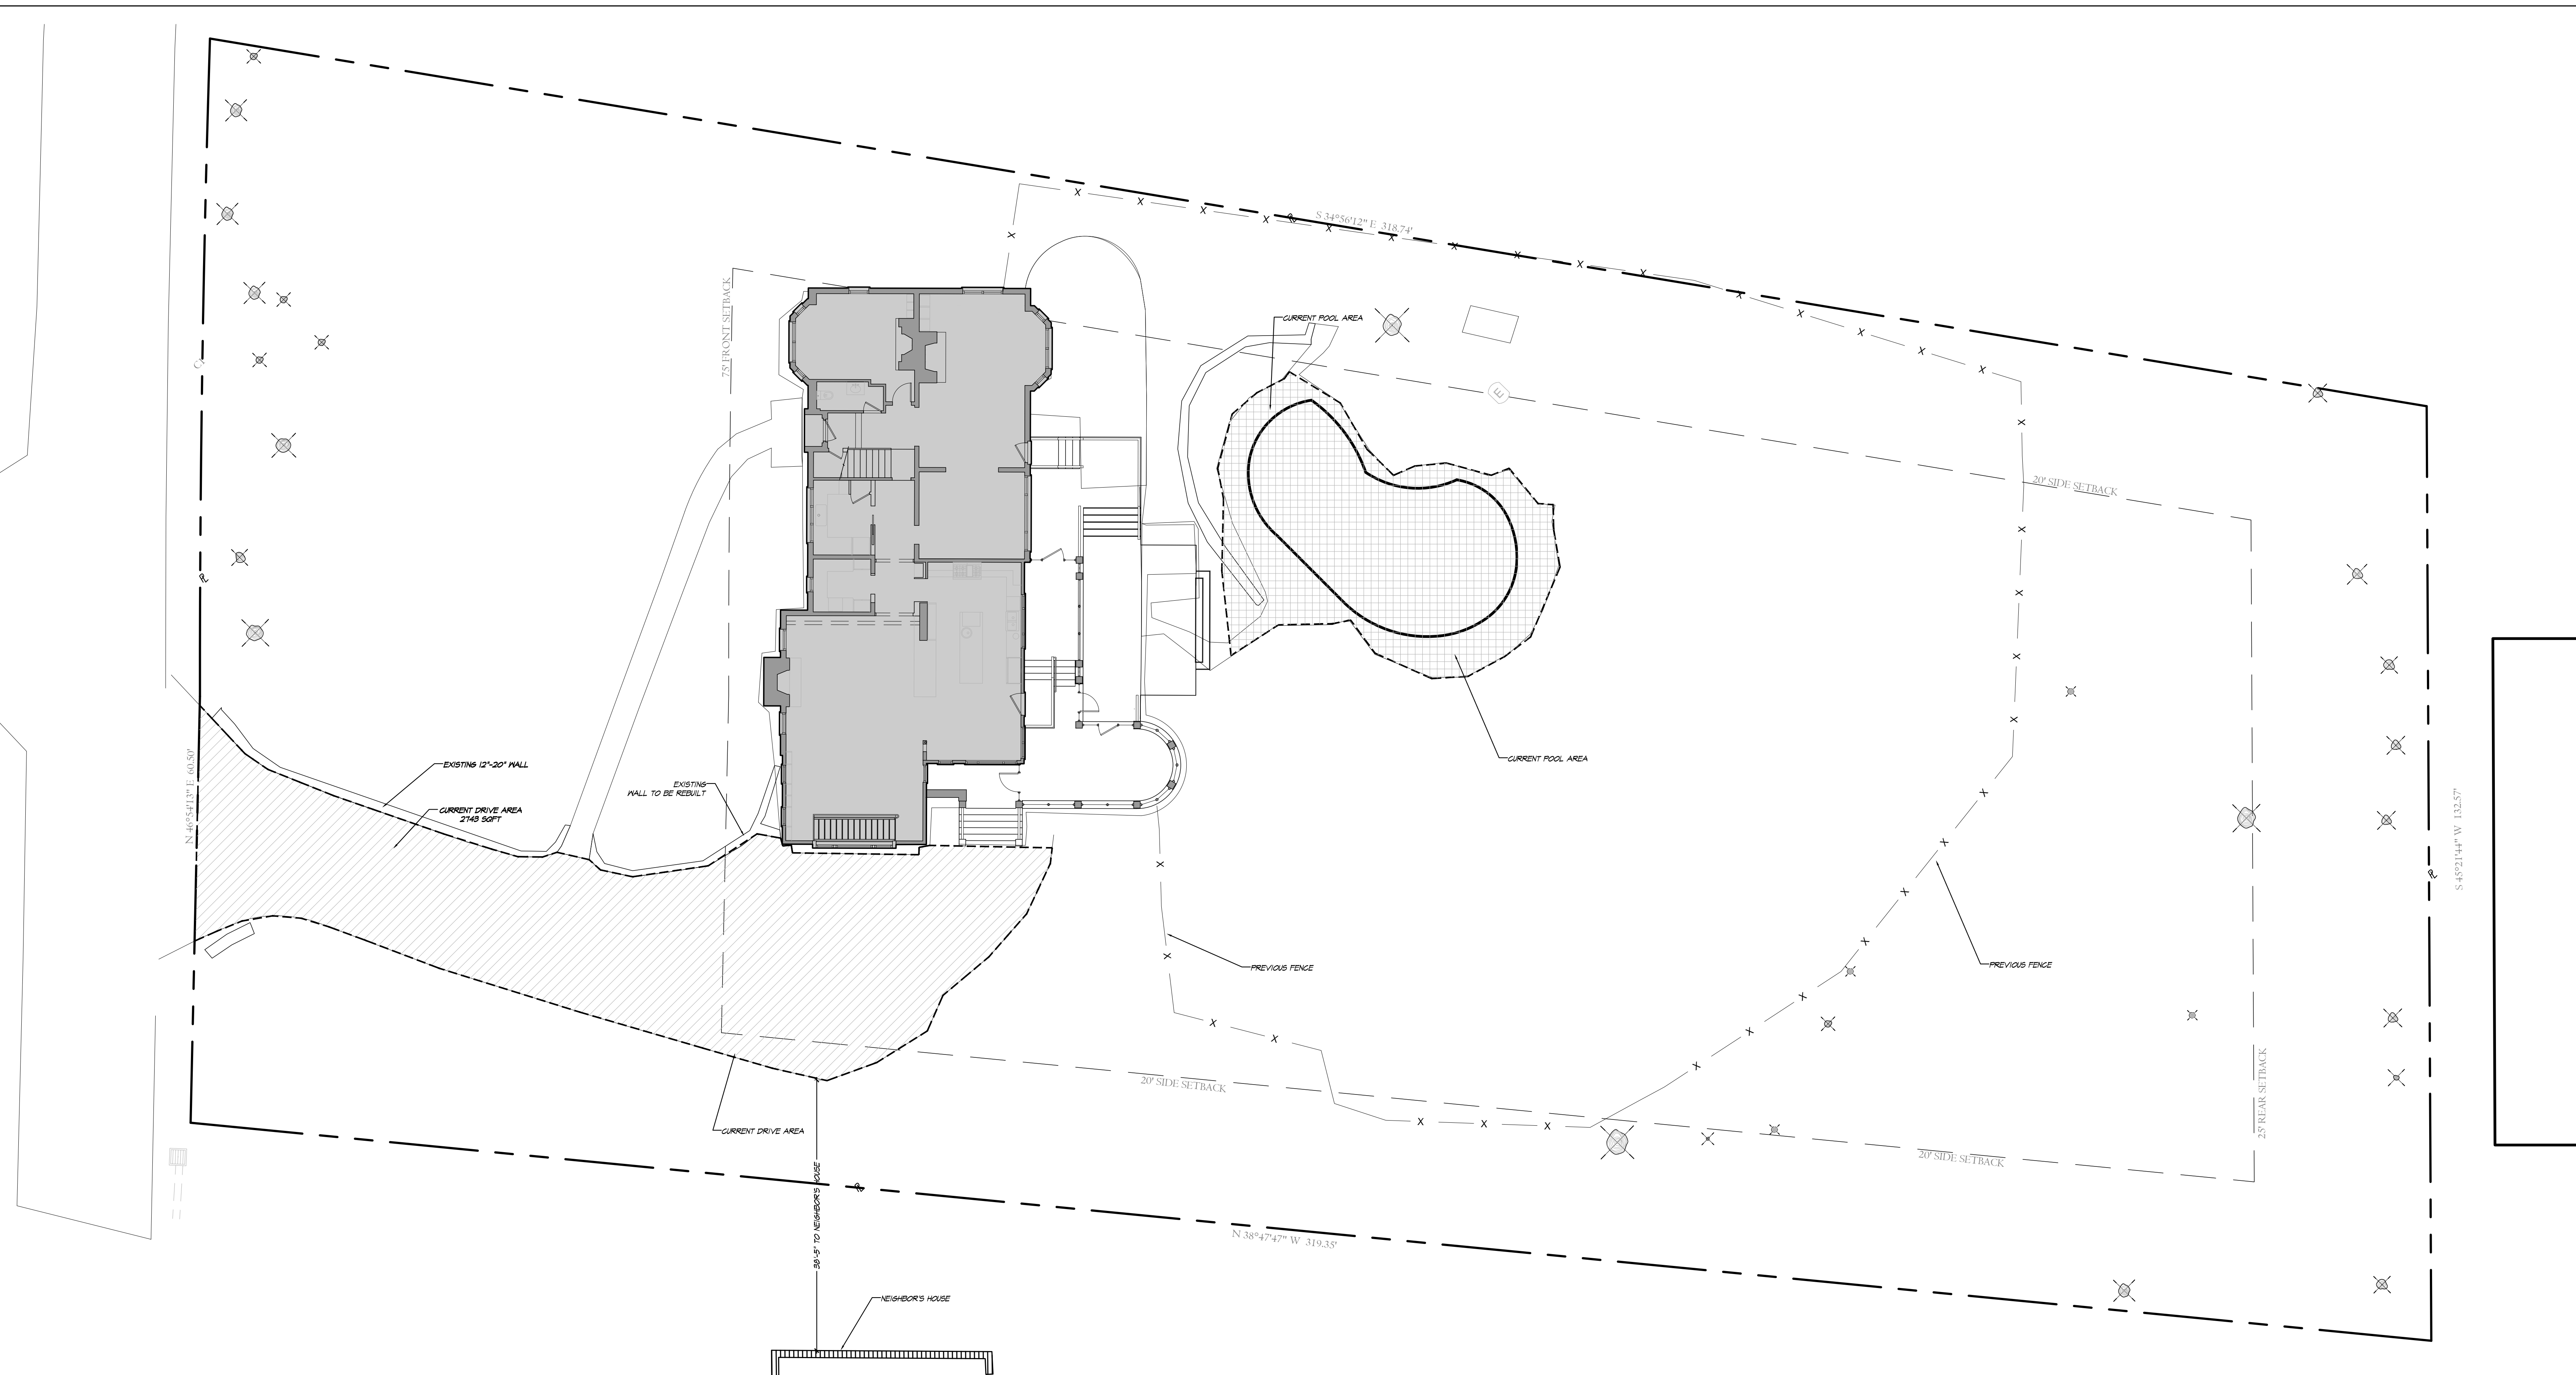 S 34°56'12" E 318.74'
75' FRONT SETBACK
CURRENT POOL AREA
E
20' SIDE SETBACK
CURRENT POOL AREA
EXISTING 12"-20" WALL
CURRENT DRIVE AREA
2743 SQFT
EXISTING
WALL TO BE REBUILT
N 46°54'13" E 60.50'
S 45°21'44" W 132.57'
PREVIOUS FENCE
PREVIOUS FENCE
20' SIDE SETBACK
25' REAR SETBACK
CURRENT DRIVE AREA
20' SIDE SETBACK
38'-5" TO NEIGHBOR'S HOUSE
N 38°47'47" W 319.35'
NEIGHBOR'S HOUSE